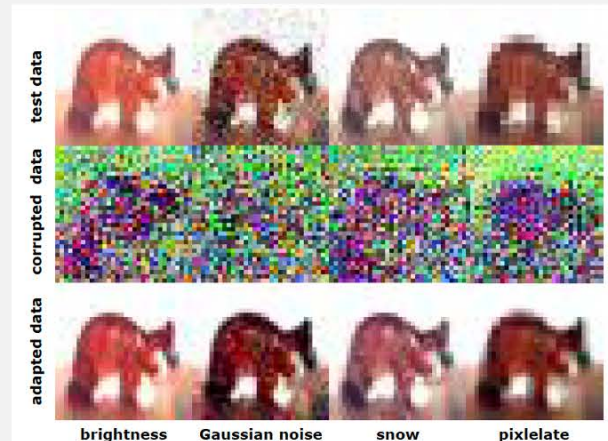 test data
corrupted data
adapted data
brightness Gaussian noise snow pixlelate